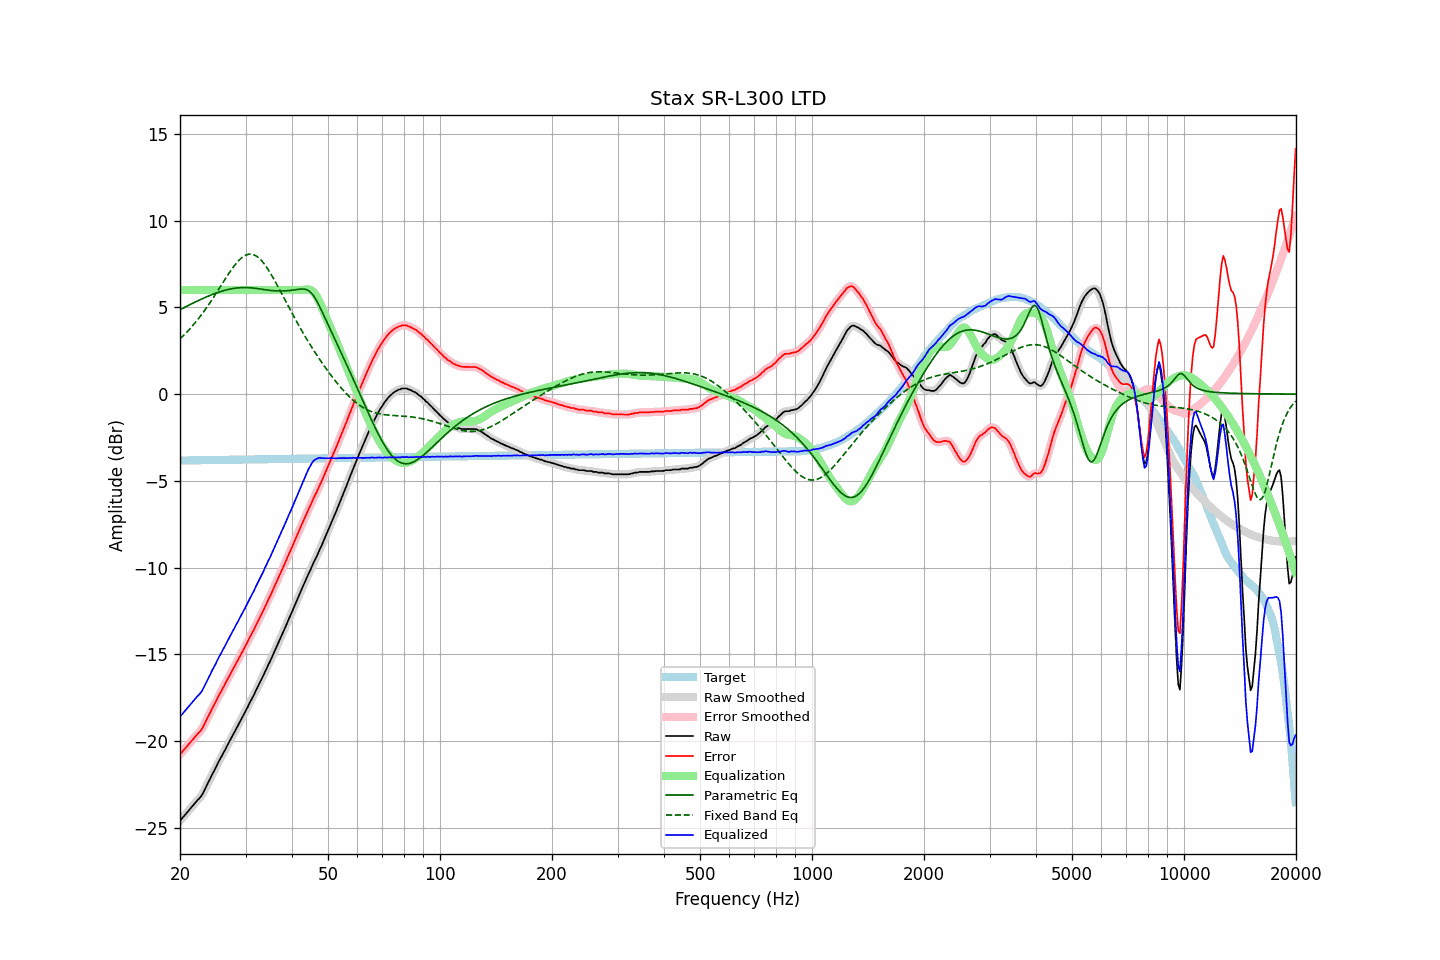 Stax SR-L300 LTD
15
10
5
0
−5
−10
−15
−20
−25
Amplitude (dBr)
Target
Raw Smoothed
Error Smoothed
Raw
Error
Equalization
Parametric Eq
Fixed Band Eq
Equalized
20 50 100 200 500 1000 2000 5000 10000 20000
Frequency (Hz)